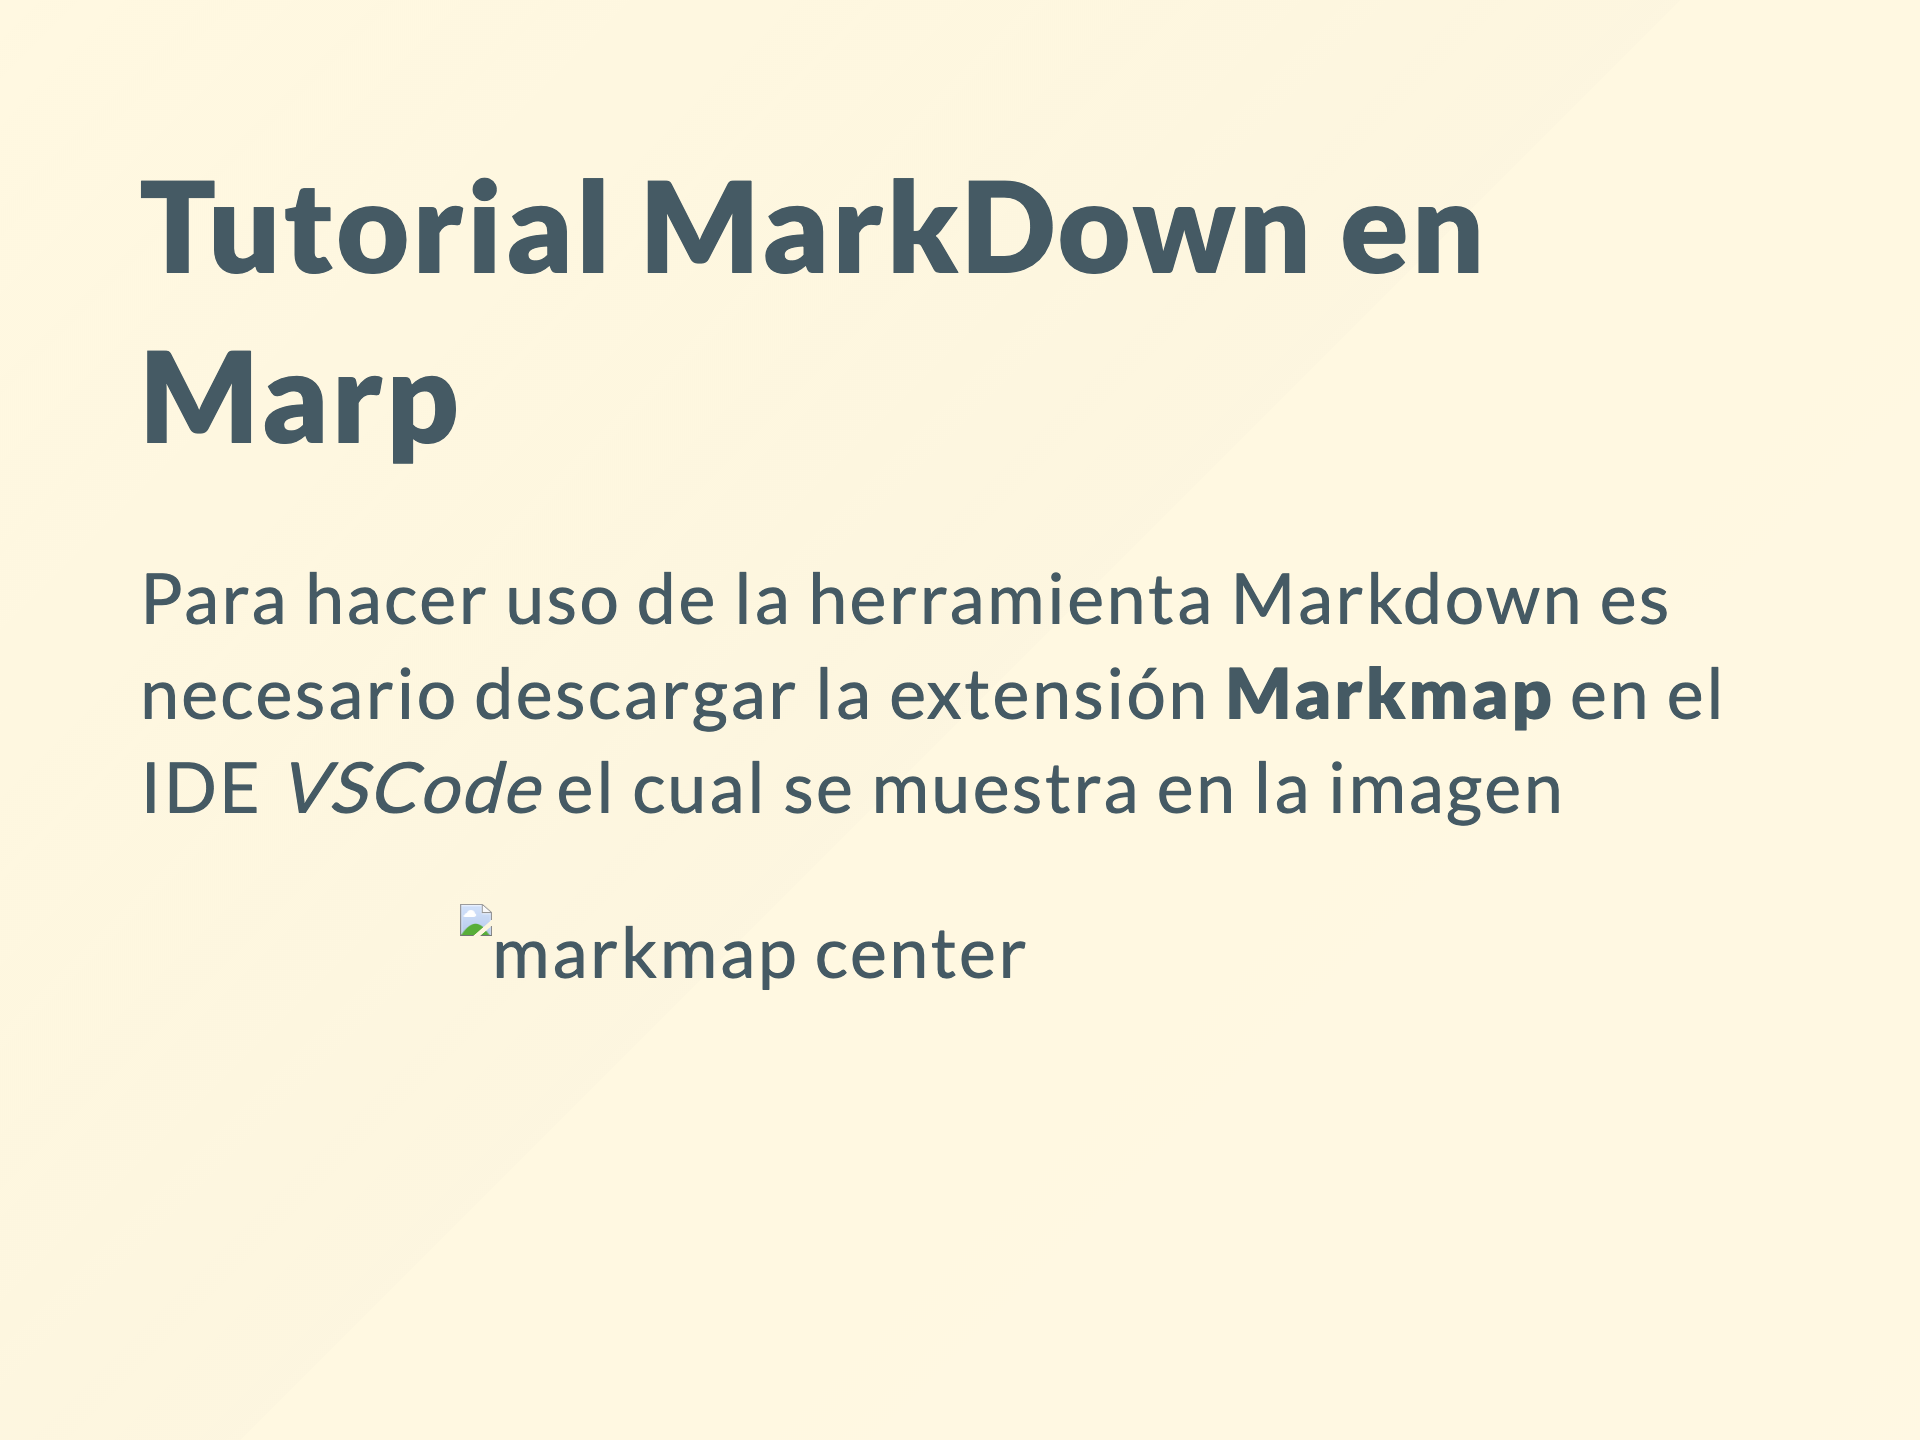 Tutorial MarkDown en
Marp
Para hacer uso de la herramienta Markdown es
necesario descargar la extensión Markmap en el
IDE VSCode el cual se muestra en la imagen
markmap center